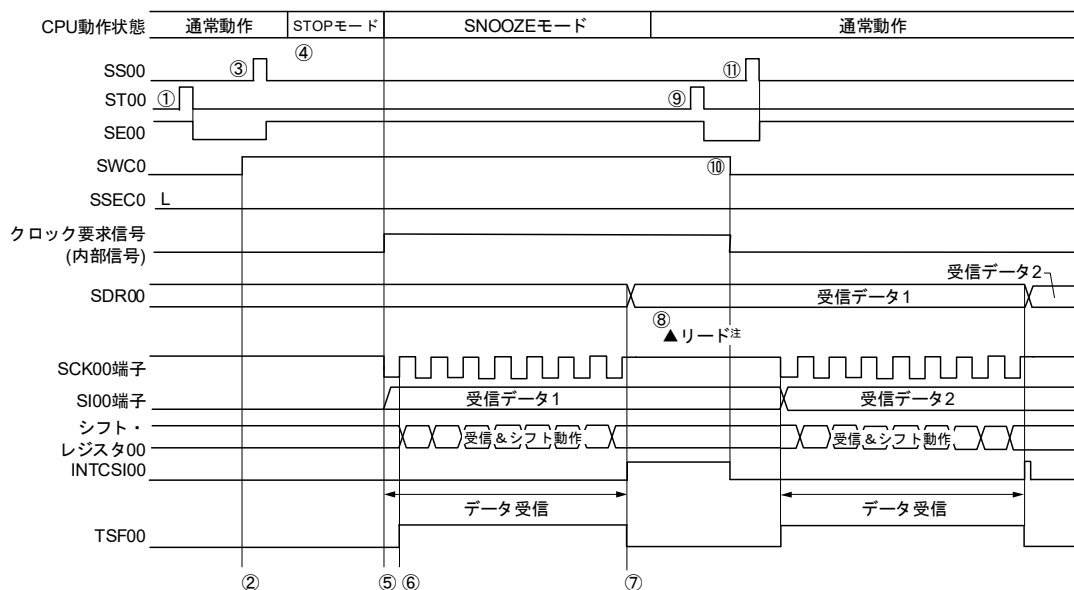 CPU動作状態 通常動作 STOPモード SNOOZEモード 通常動作
④
SS00 ③ ⑪
ST00 ① ⑨
SE00
SWC0 ⑩
SSEC0 L
クロック要求信号
(内部信号)
受信データ2
SDR00 受信データ1
⑧
▲リード注
SCK00端子
SI00端子 受信データ1 受信データ2
シフト・
レジスタ00 受信&シフト動作 受信&シフト動作
INTCSI00
データ受信 データ受信
TSF00
② ⑤ ⑥ ⑦